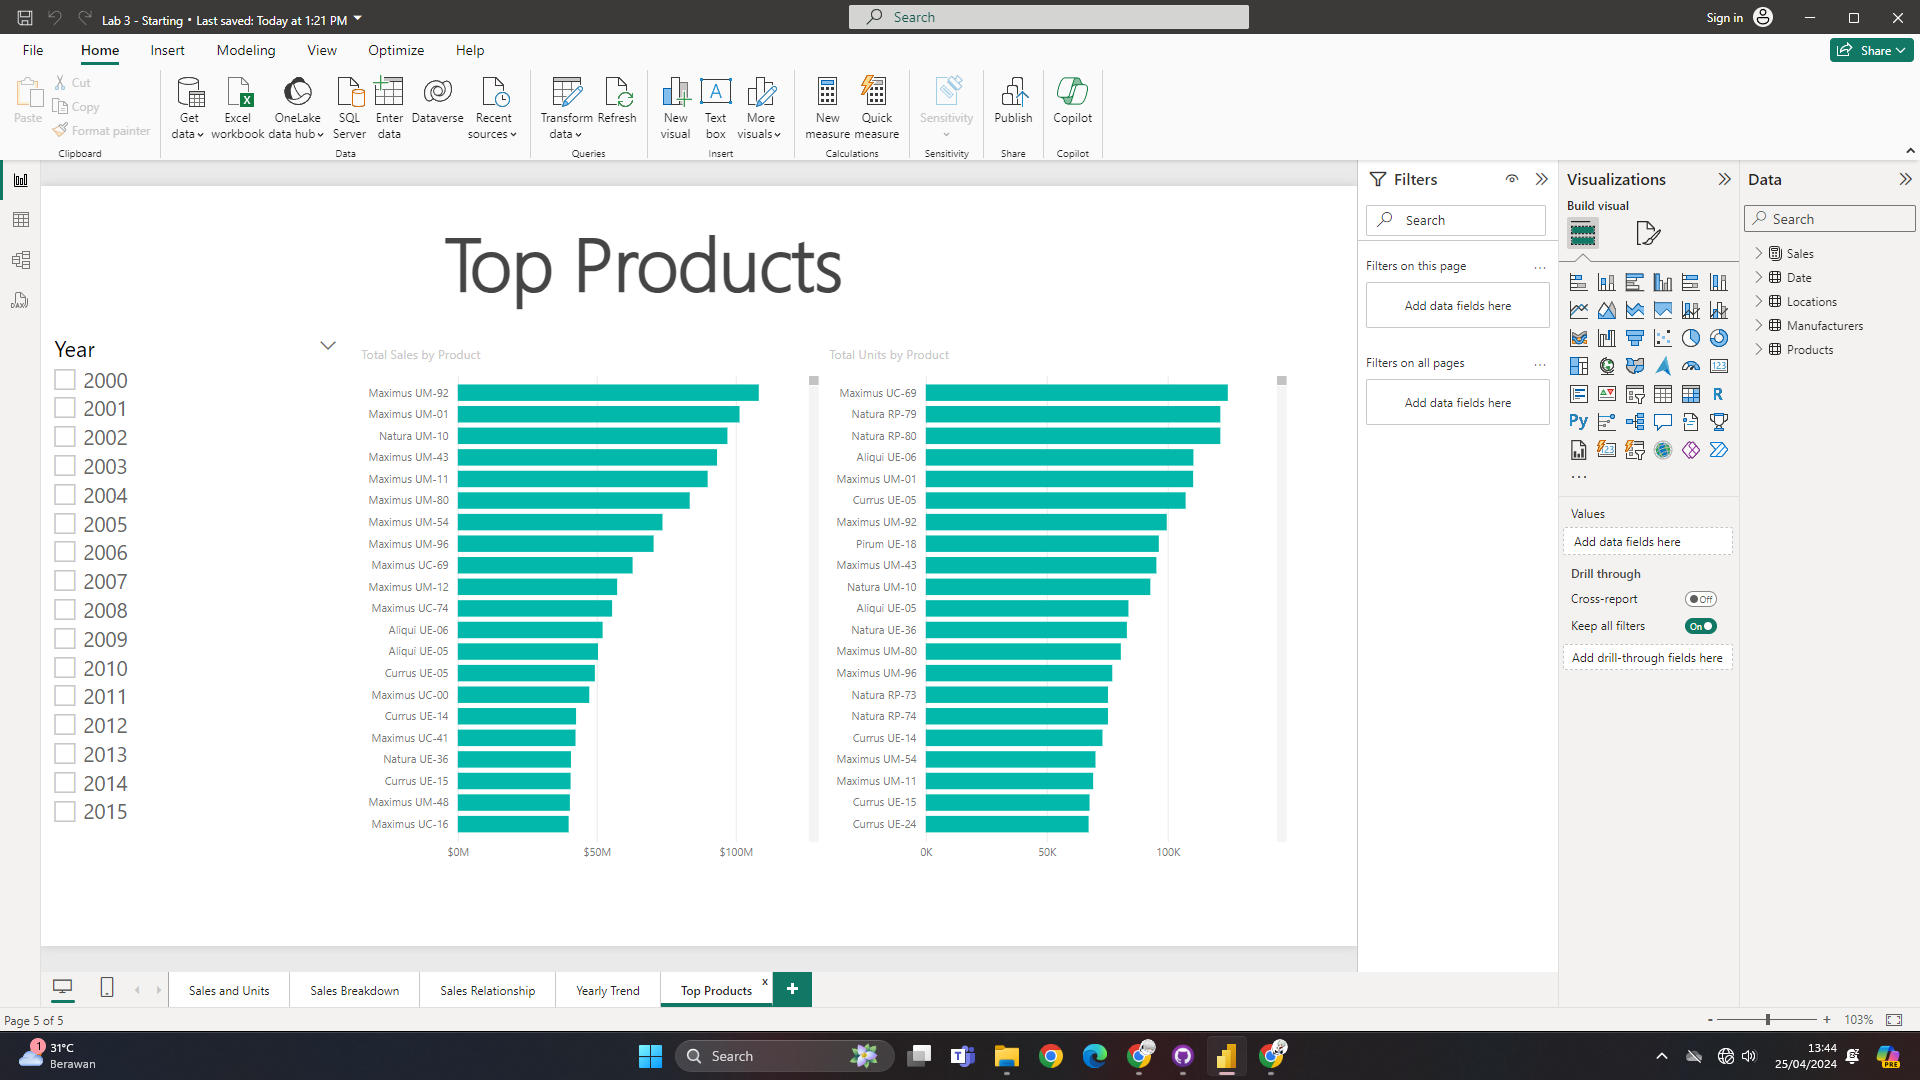 Lab 3 - Starting • Last saved: Today at 1:21 PM
Search
Sign in
File
Home
Insert
Modeling
View
Optimize
Help
Share
Paste
Cut
Copy
Format painter
Clipboard
Get data
Excel workbook
OneLake data hub
SQL Server
Enter data
Dataverse
Recent sources
Data
Transform data
Refresh
Queries
New visual
A
Text box
More visuals
Insert
New measure
Quick measure
Calculations
Sensitivity
Sensitivity
Publish
Share
Copilot
Copilot
Top Products
Year
2000
2001
2002
2003
2004
2005
2006
2007
2008
2009
2010
2011
2012
2013
2014
2015
Total Sales by Product
Maximus UM-92
Maximus UM-01
Natura UM-10
Maximus UM-43
Maximus UM-11
Maximus UM-80
Maximus UM-54
Maximus UM-96
Maximus UC-69
Maximus UM-12
Maximus UC-74
Aliqui UE-06
Aliqui UE-05
Currus UE-05
Maximus UC-00
Currus UE-14
Maximus UC-41
Natura UE-36
Currus UE-15
Maximus UM-48
Maximus UC-16
$0M
$50M
$100M
Total Units by Product
Maximus UC-69
Natura RP-79
Natura RP-80
Aliqui UE-06
Maximus UM-01
Currus UE-05
Maximus UM-92
Pirum UE-18
Maximus UM-43
Natura UM-10
Aliqui UE-05
Natura UE-36
Maximus UM-80
Maximus UM-96
Natura RP-73
Natura RP-74
Currus UE-14
Maximus UM-54
Maximus UM-11
Currus UE-15
Currus UE-24
0K
50K
100K
Filters
Search
Filters on this page
...
Add data fields here
Filters on all pages
...
Add data fields here
Visualizations
Build visual
123
R
Py
123
...
Values
Add data fields here
Drill through
Cross-report
Off
Keep all filters
On
Add drill-through fields here
Data
Search
Sales
Date
Locations
Manufacturers
Products
DAX
Sales and Units
Sales Breakdown
Sales Relationship
Yearly Trend
Top Products
x
+
Page 5 of 5
-
+
103%
1
31°C
Berawan
Search
T
13:44
25/04/2024
PRE